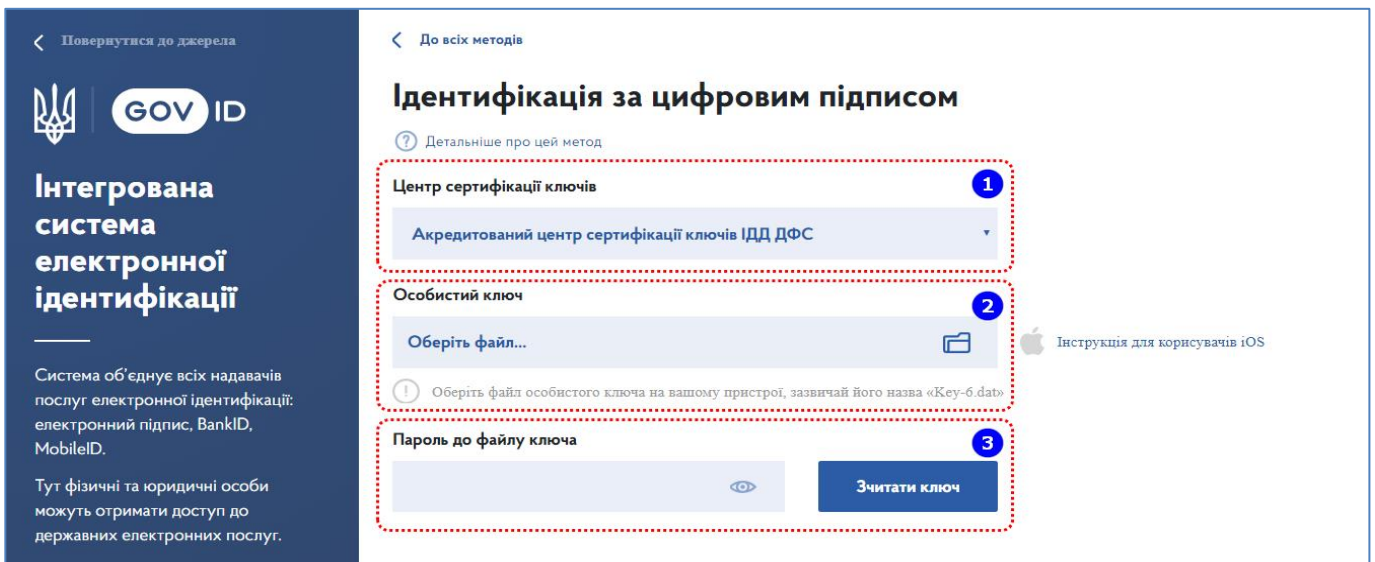 Повернутися до джерела
GOV ID
Інтегрована
система
електронної
ідентифікації
Система об’єднує всіх надавачів
послуг електронної ідентифікації:
електронний підпис, BankID,
MobileID.
Тут фізичні та юридичні особи
можуть отримати доступ до
державних електронних послуг.
До всіх методів
Ідентифікація за цифровим підписом
? Детальніше про цей метод
Центр сертифікації ключів
1
Акредитований центр сертифікації ключів ІДД ДФС
Особистий ключ
2
Оберіть файл...
Інструкція для корисувачів iOS
! Оберіть файл особистого ключа на вашому пристрої, зазвичай його назва «Key-6.dat»
Пароль до файлу ключа
3
Зчитати ключ